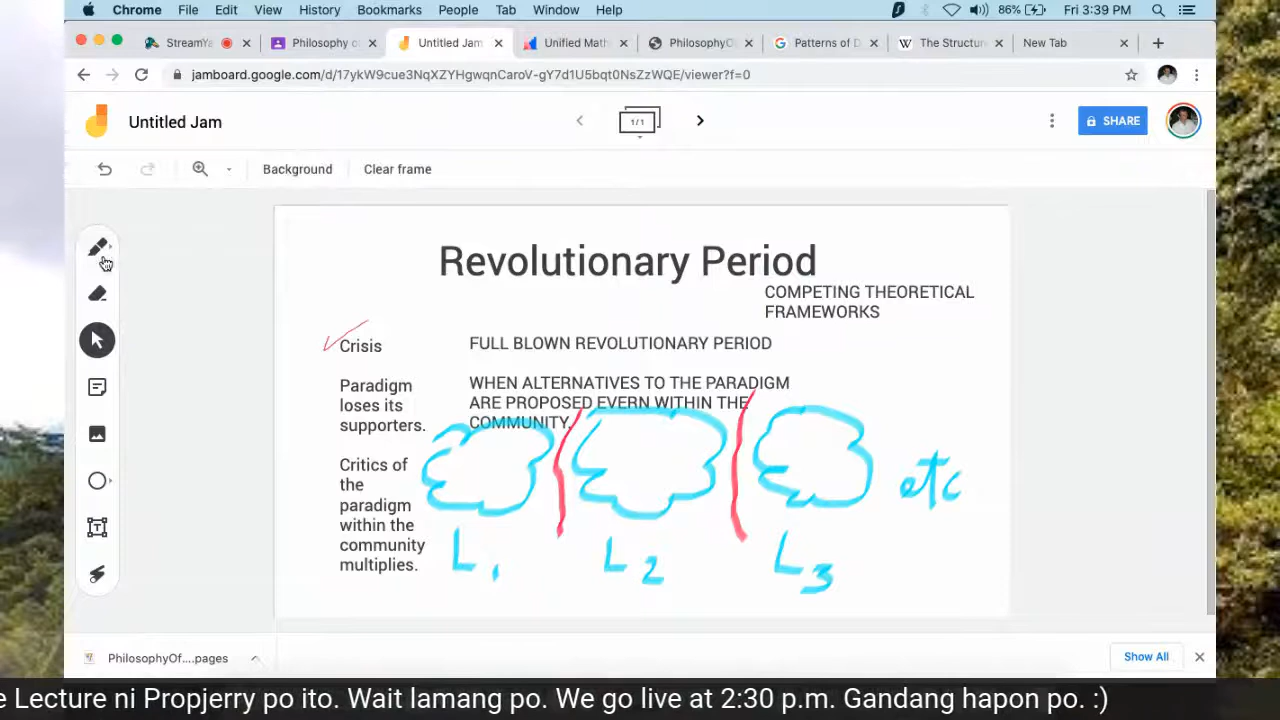 Chrome File Edit View History Bookmarks People Tab Window Help 86% Fri 3:39 PM
StreamYa Philosophy o Untitled Jam Unified Math PhilosophyO Patterns of D The Structur New Tab
jamboard.google.com/d/17ykW9cue3NqXZYHgwqnCaroV-gY7d1U5bqt0NsZzWQE/viewer?f=0
Untitled Jam 1/1 SHARE
Background Clear frame
Revolutionary Period
COMPETING THEORETICAL
FRAMEWORKS
Crisis
FULL BLOWN REVOLUTIONARY PERIOD
Paradigm
loses its
supporters.
WHEN ALTERNATIVES TO THE PARADIGM
ARE PROPOSED EVERN WITHIN THE
COMMUNITY.
Critics of
the
paradigm
within the
community
multiplies.
etc
L1 L2 L3
PhilosophyOf....pages Show All
e Lecture ni Propjerry po ito. Wait lamang po. We go live at 2:30 p.m. Gandang hapon po. :)